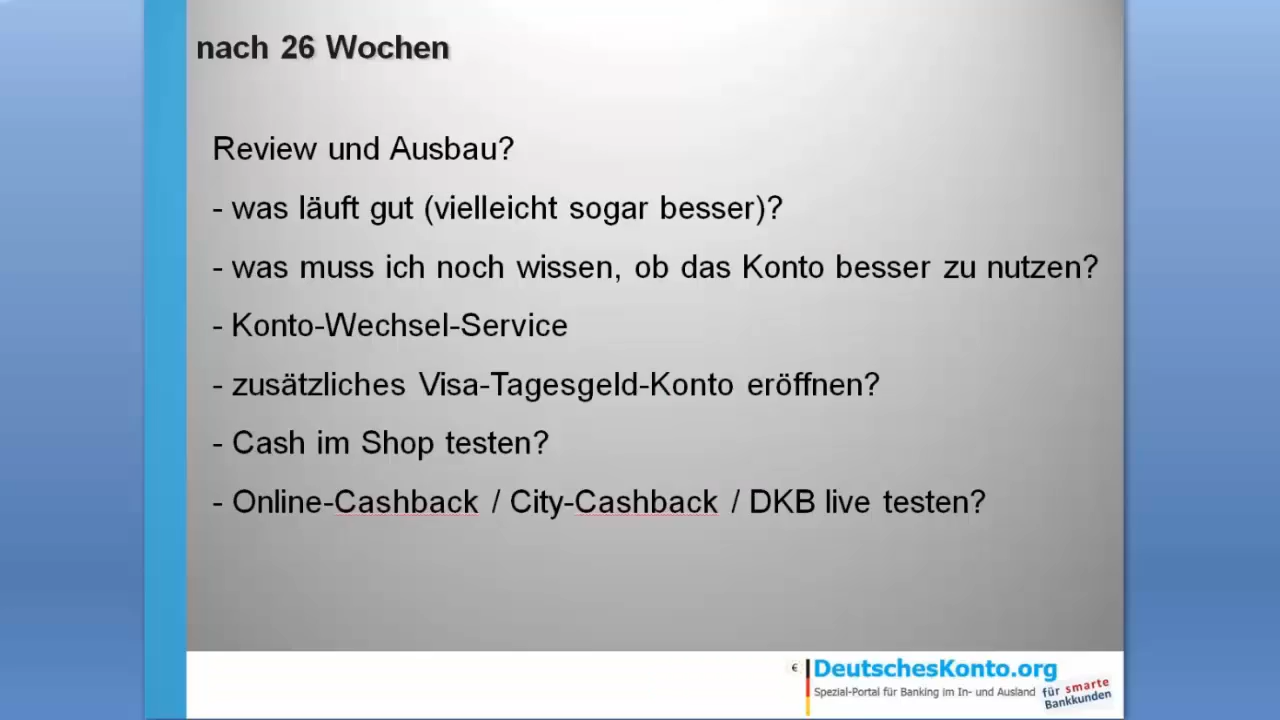 nach 26 Wochen
Review und Ausbau?
- was läuft gut (vielleicht sogar besser)?
- was muss ich noch wissen, ob das Konto besser zu nutzen?
- Konto-Wechsel-Service
- zusätzliches Visa-Tagesgeld-Konto eröffnen?
- Cash im Shop testen?
- Online-Cashback / City-Cashback / DKB live testen?
€ DeutschesKonto.org
Spezial-Portal für Banking im In- und Ausland
für smarte
Bankkunden